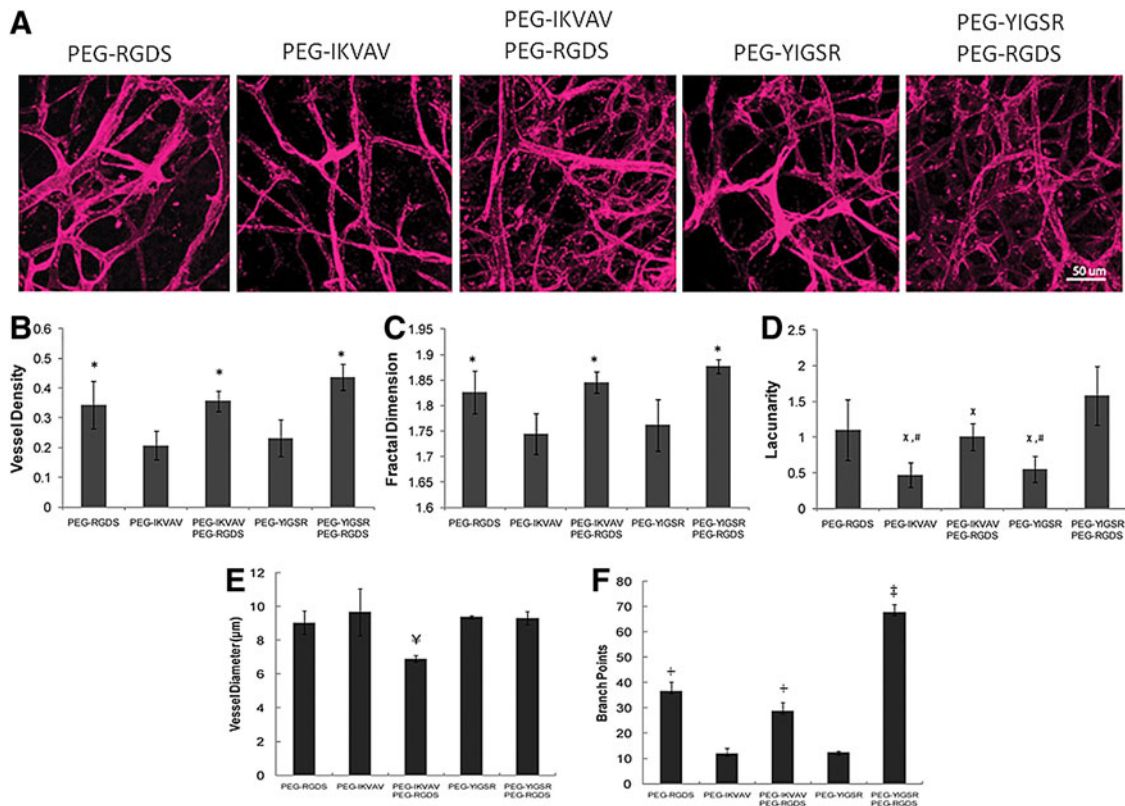 A
PEG-RGDS
PEG-IKVAV
PEG-IKVAV
PEG-RGDS
PEG-YIGSR
PEG-YIGSR
PEG-RGDS
50 um
B
Vessel Density
0.6
0.5
0.4
0.3
0.2
0.1
0
*
*
*
PEG-RGDS
PEG-IKVAV
PEG-IKVAV
PEG-RGDS
PEG-YIGSR
PEG-YIGSR
PEG-RGDS
C
Fractal Dimension
1.95
1.9
1.85
1.8
1.75
1.7
1.65
1.6
*
*
*
PEG-RGDS
PEG-IKVAV
PEG-IKVAV
PEG-RGDS
PEG-YIGSR
PEG-YIGSR
PEG-RGDS
D
Lacunarity
2.5
2
1.5
1
0.5
0
χ,#
χ
χ,#
PEG-RGDS
PEG-IKVAV
PEG-IKVAV
PEG-RGDS
PEG-YIGSR
PEG-YIGSR
PEG-RGDS
E
Vessel Diameter (µm)
12
10
8
6
4
2
0
¥
PEG-RGDS
PEG-IKVAV
PEG-IKVAV
PEG-RGDS
PEG-YIGSR
PEG-YIGSR
PEG-RGDS
F
Branch Points
80
70
60
50
40
30
20
10
0
÷
÷
‡
PEG-RGDS
PEG-IKVAV
PEG-IKVAV
PEG-RGDS
PEG-YIGSR
PEG-YIGSR
PEG-RGDS